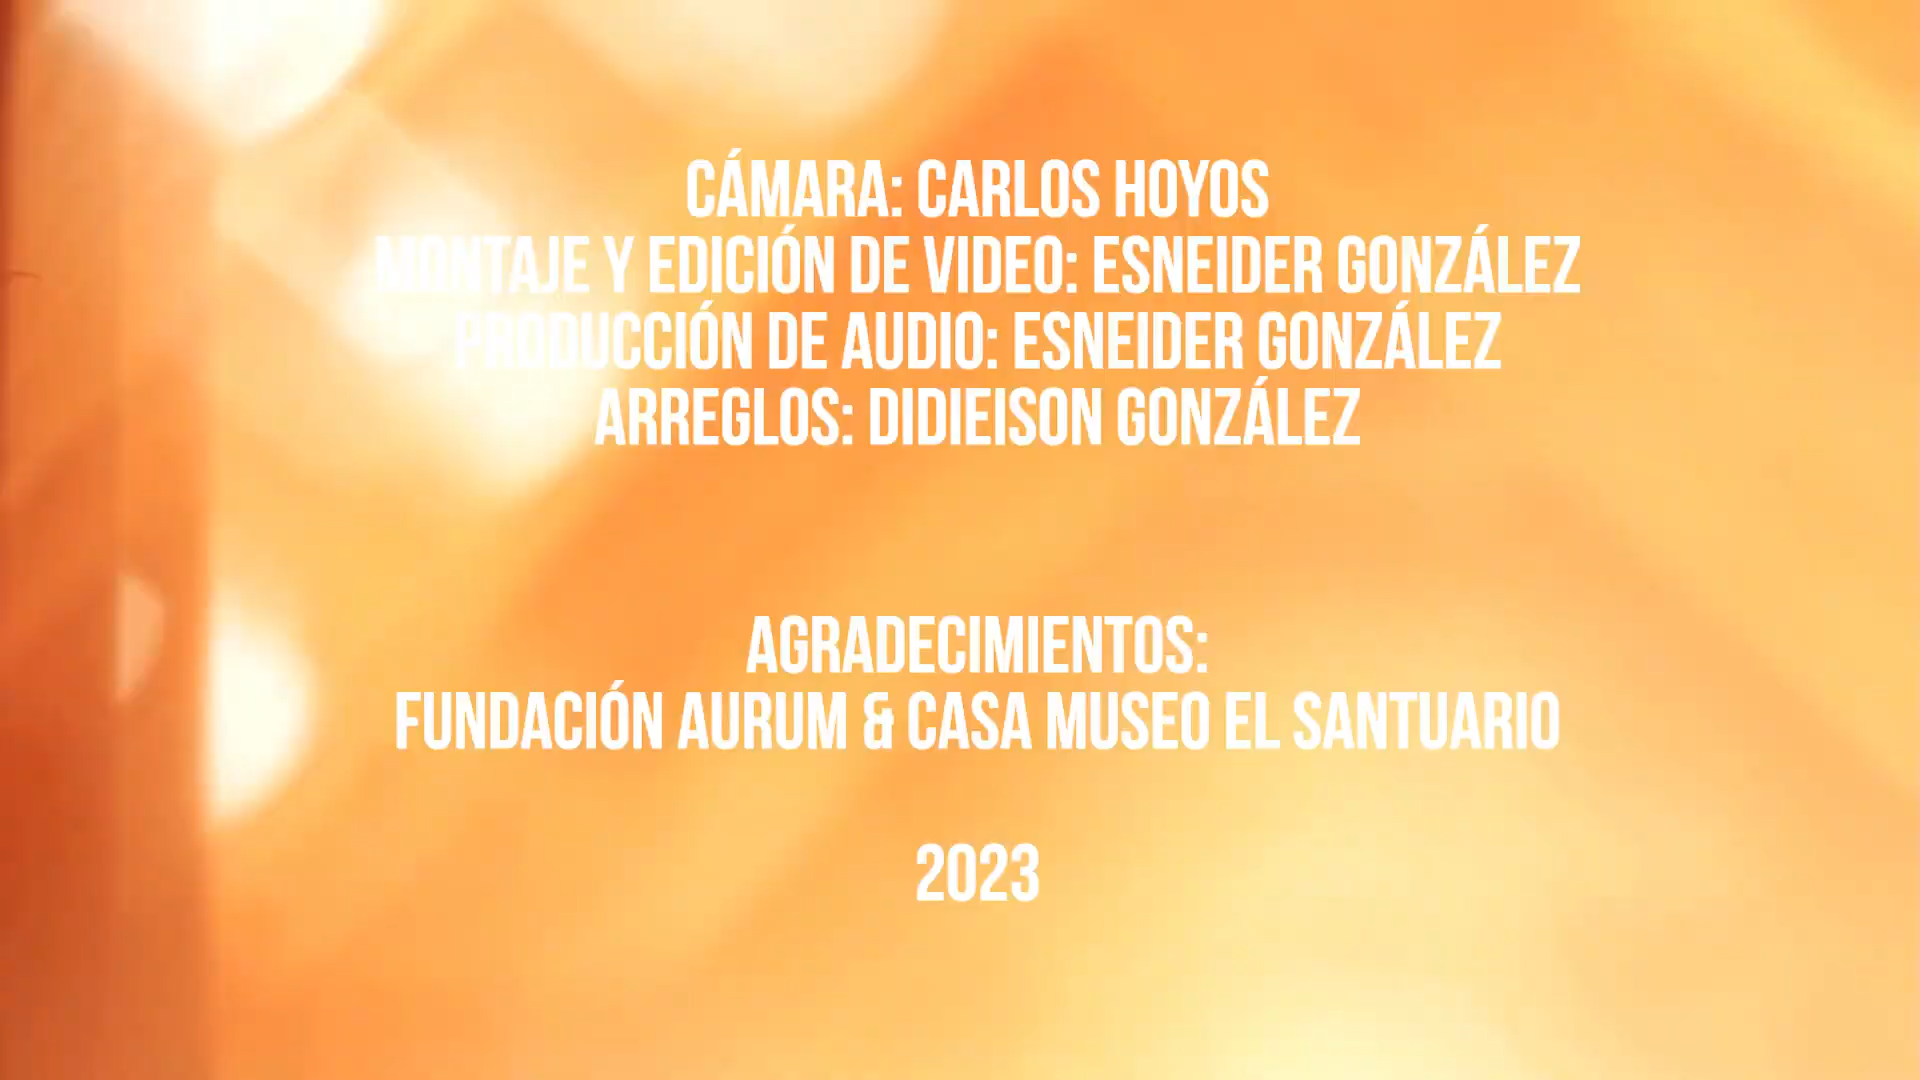 CÁMARA: CARLOS HOYOS
MONTAJE Y EDICIÓN DE VIDEO: ESNEIDER GONZÁLEZ
PRODUCCIÓN DE AUDIO: ESNEIDER GONZÁLEZ
ARREGLOS: DIDIEISON GONZÁLEZ
AGRADECIMIENTOS:
FUNDACIÓN AURUM & CASA MUSEO EL SANTUARIO
2023